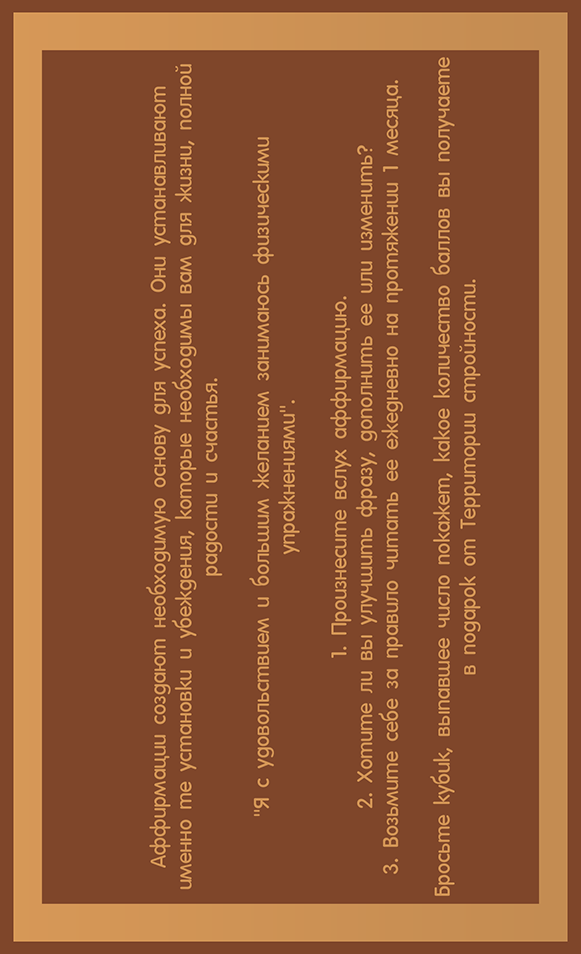 Аффирмации создают необходимую основу для успеха. Они устанавливают
именно те установки и убеждения, которые необходимы вам для жизни, полной
радости и счастья.
"Я с удовольствием и большим желанием занимаюсь физическими
упражнениями".
1. Произнесите вслух аффирмацию.
2. Хотите ли вы улучшить фразу, дополнить ее или изменить?
3. Возьмите себе за правило читать ее ежедневно на протяжении 1 месяца.
Бросьте кубик, выпавшее число покажет, какое количество баллов вы получаете
в подарок от Территории стройности.